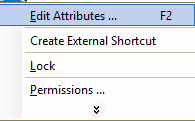 Edit Attributes ... F2
Create External Shortcut
Lock
Permissions ...